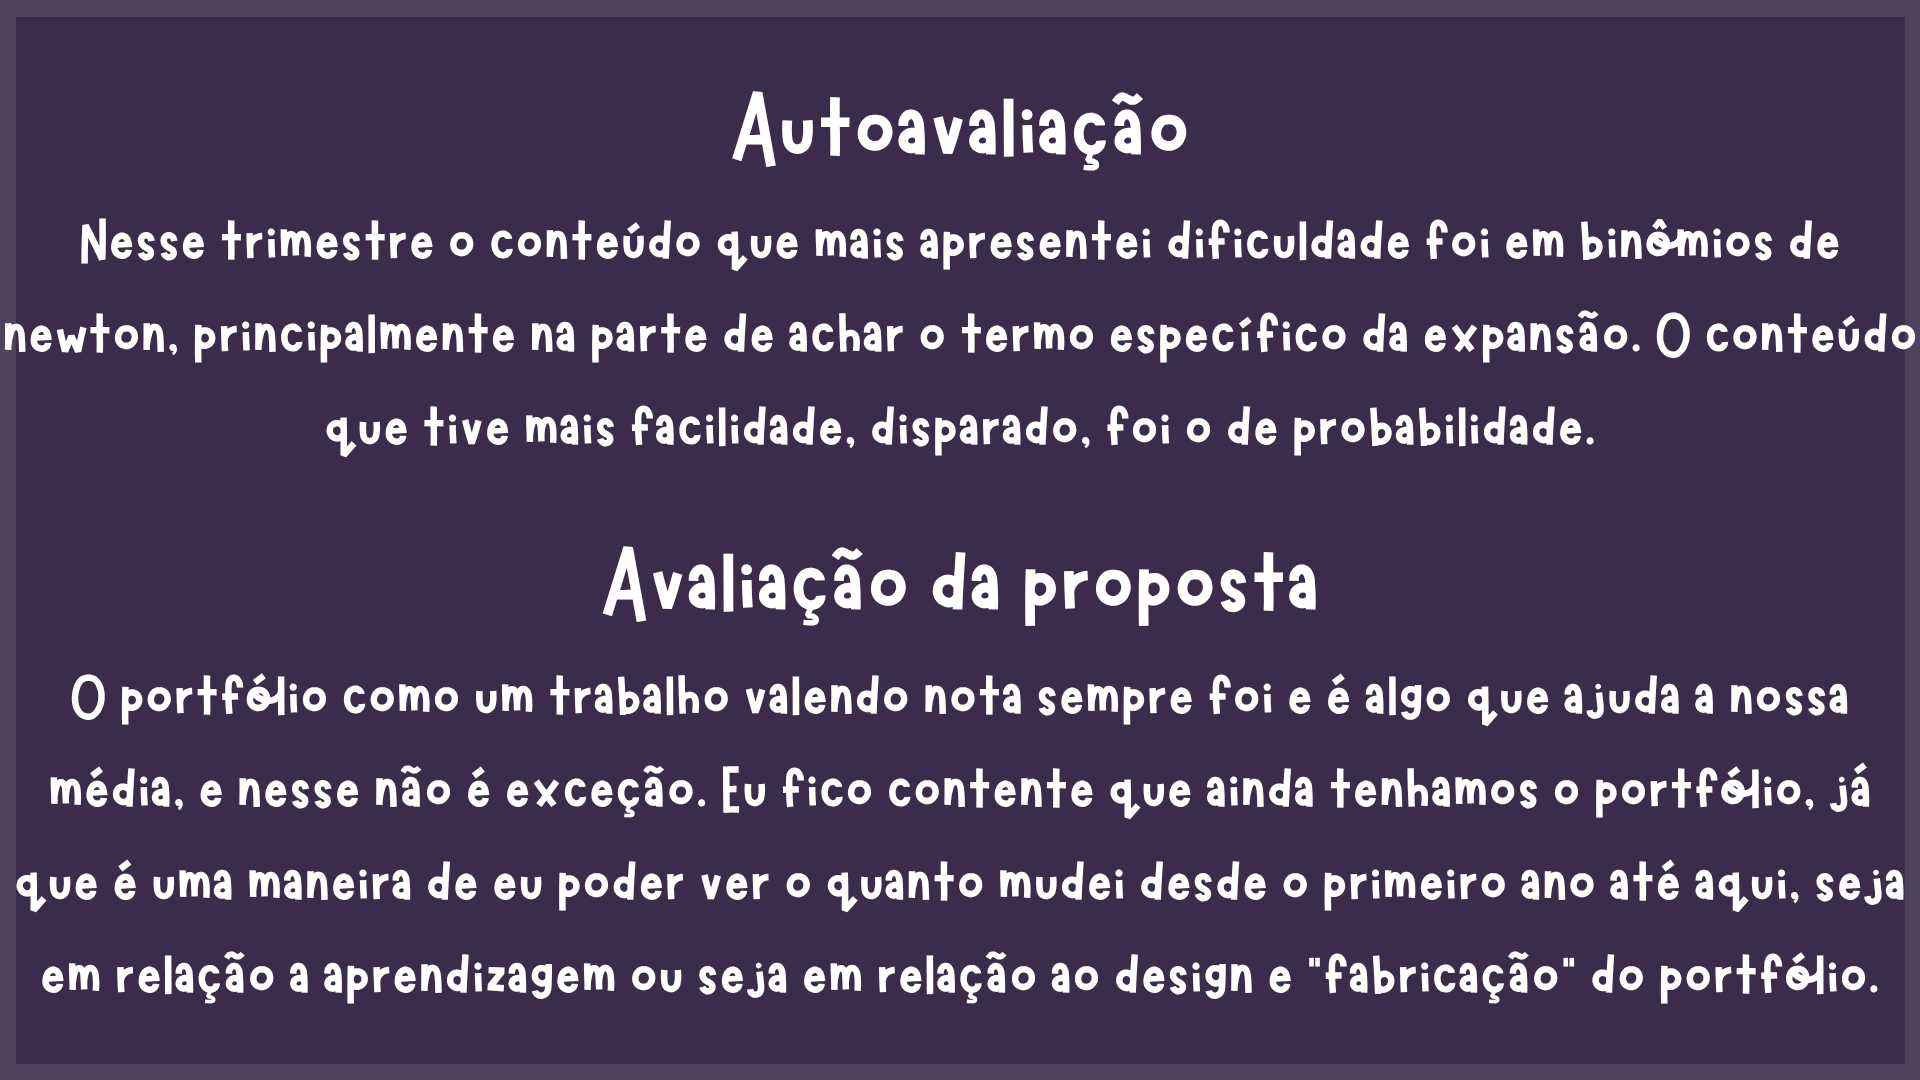 Autoavaliação
Nesse trimestre o conteúdo que mais apresentei dificuldade foi em binômios de
newton, principalmente na parte de achar o termo específico da expansão. O conteúdo
que tive mais facilidade, disparado, foi o de probabilidade.
Avaliação da proposta
O portfólio como um trabalho valendo nota sempre foi e é algo que ajuda a nossa
média, e nesse não é exceção. Eu fico contente que ainda tenhamos o portfólio, já
que é uma maneira de eu poder ver o quanto mudei desde o primeiro ano até aqui, seja
em relação a aprendizagem ou seja em relação ao design e "fabricação" do portfólio.